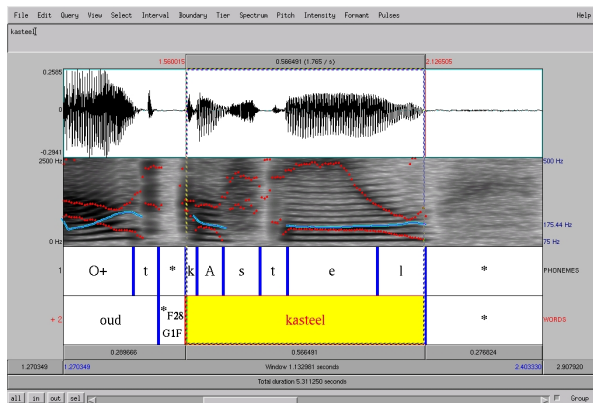 File Edit Query View Select Interval Boundary Tier Spectrum Pitch Intensity Formant Pulses Help
kasteel
1.560015 0.566491 (1.765 / s) 2.126505
0.2585
0
-0.2941
2500 Hz 500 Hz
175.44 Hz
0 Hz 75 Hz
1 O+ t * k A s t e l * PHONEMES
+ 2 oud *F28 kasteel * WORDS
G1F
0.289666 0.566491 0.276824
1.270349 1.270349 Window 1.132981 seconds 2.403330 2.907920
Total duration 5.311250 seconds
all in out sel Group